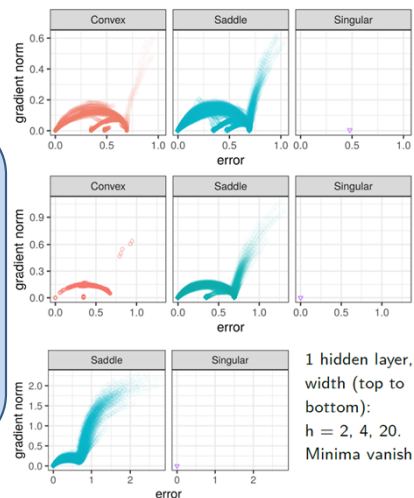 Convex Saddle Singular
gradient norm
0.6
0.4
0.2
0.0
0.0 0.5 1.0 0.0 0.5 1.0 0.0 0.5 1.0
error
Convex Saddle Singular
gradient norm
0.9
0.6
0.3
0.0
0.0 0.5 1.0 0.0 0.5 1.0 0.0 0.5 1.0
error
Saddle Singular
gradient norm
2.0
1.5
1.0
0.5
0.0
0 1 2 0 1 2
error
1 hidden layer,
width (top to
bottom):
h = 2, 4, 20.
Minima vanish